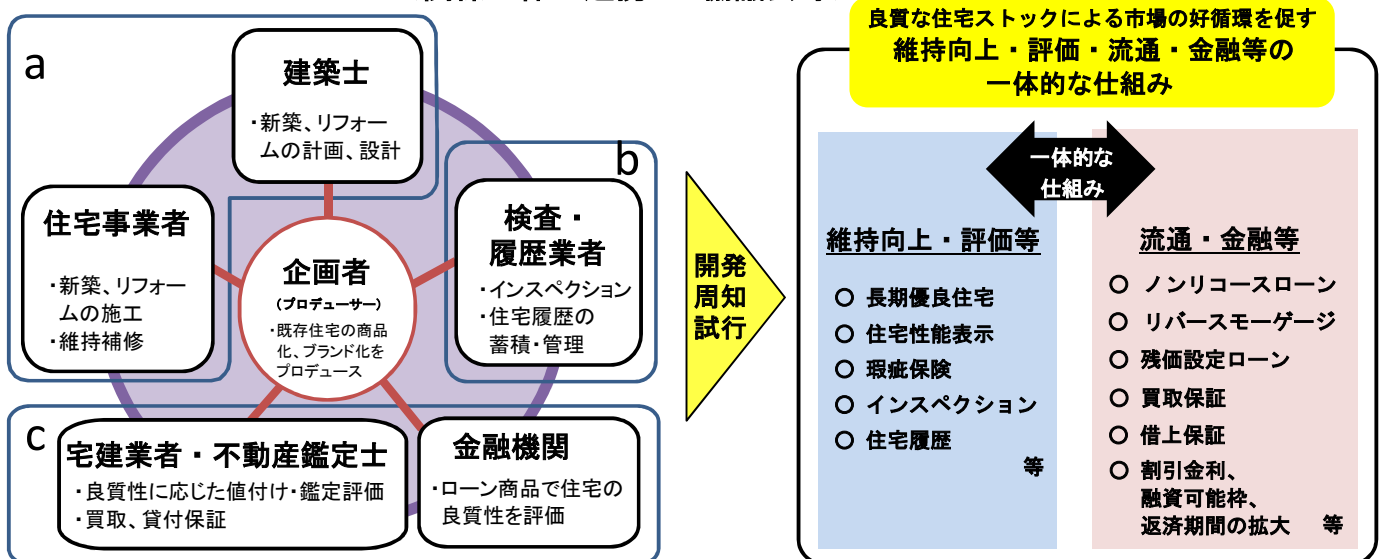 a
建築士
・新築、リフォー
ムの計画、設計
b
住宅事業者
・新築、リフォー
ムの施工
・維持補修
企画者
(プロデューサー)
・既存住宅の商品
化、ブランド化を
プロデュース
検査・
履歴業者
・インスペクション
・住宅履歴の
蓄積・管理
c
宅建業者・不動産鑑定士
・良質性に応じた値付け・鑑定評価
・買取、貸付保証
金融機関
・ローン商品で住宅の
良質性を評価
開発
周知
試行
良質な住宅ストックによる市場の好循環を促す
維持向上・評価・流通・金融等の
一体的な仕組み
一体的な
仕組み
維持向上・評価等
○ 長期優良住宅
○ 住宅性能表示
○ 瑕疵保険
○ インスペクション
○ 住宅履歴
等
流通・金融等
○ ノンリコースローン
○ リバースモーゲージ
○ 残価設定ローン
○ 買取保証
○ 借上保証
○ 割引金利、
融資可能枠、
返済期間の拡大 等